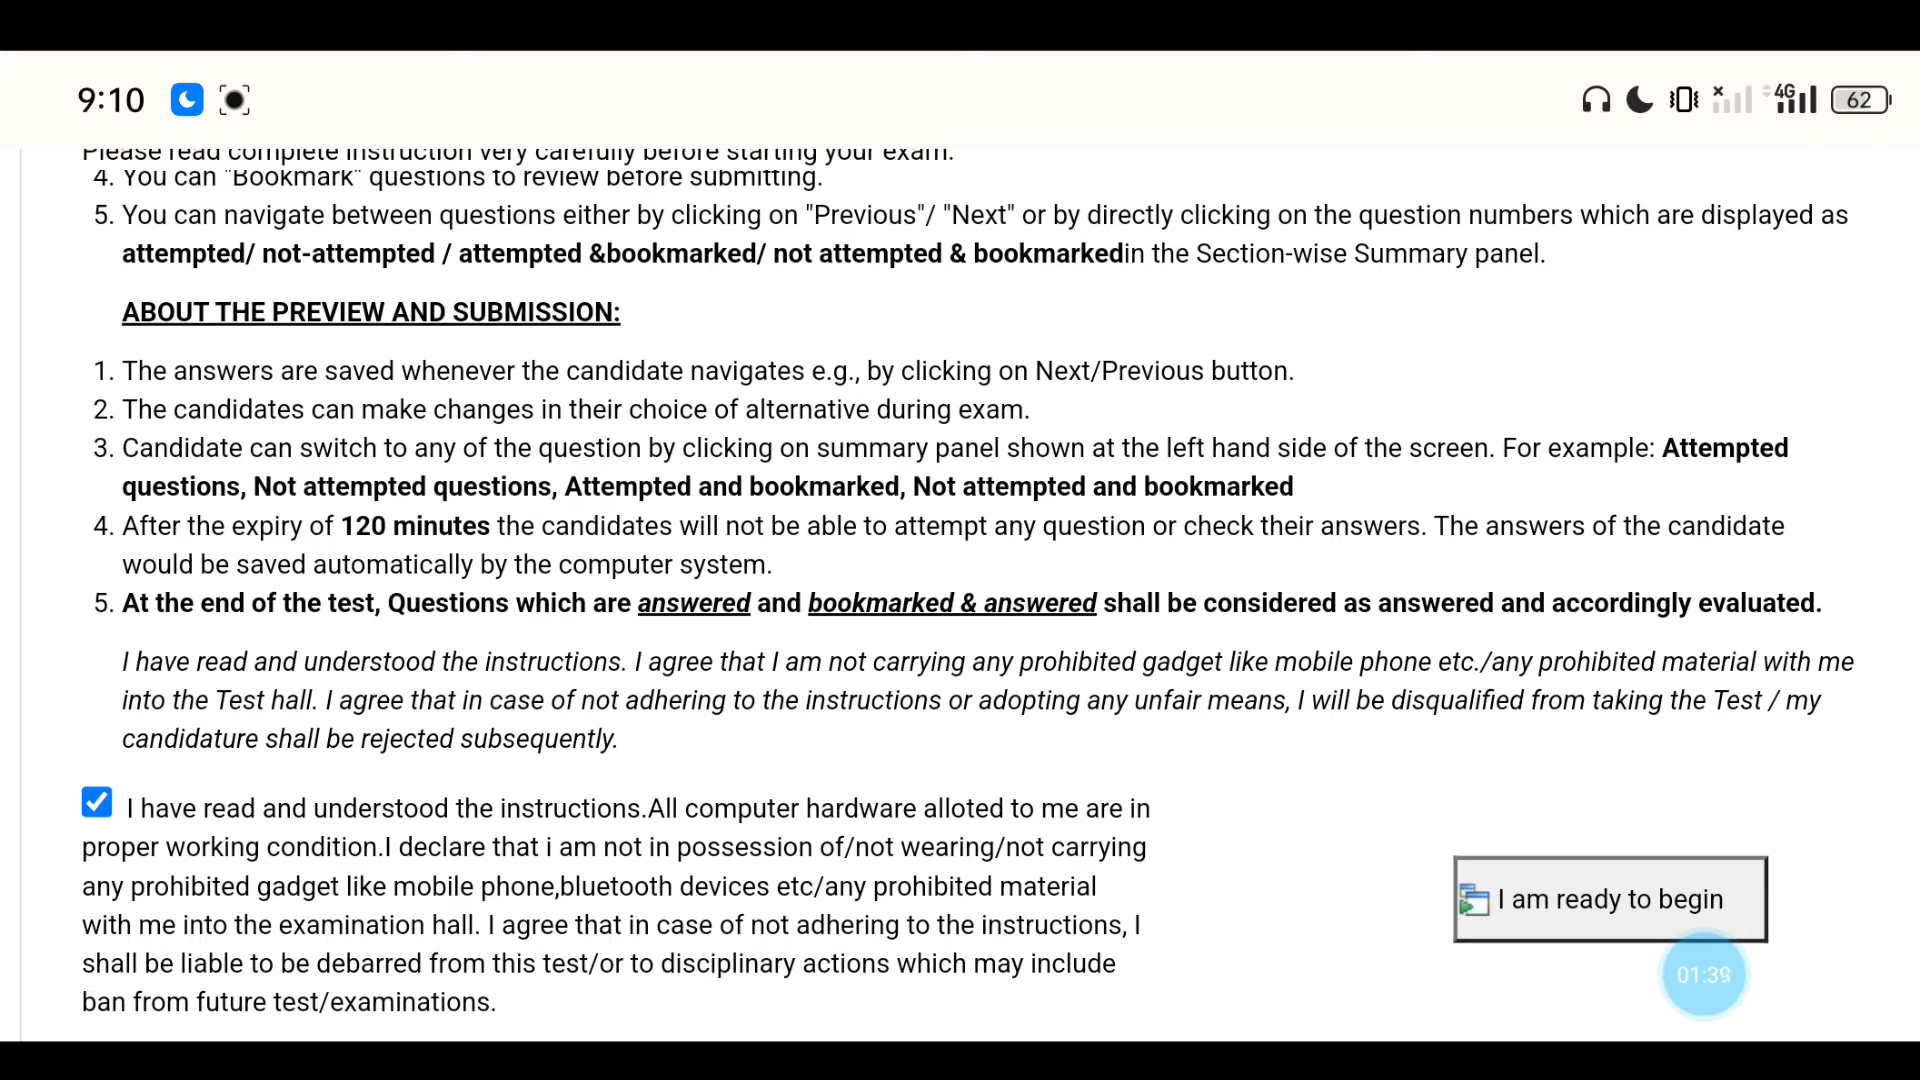 9:10
4G
62
Please read complete instruction very carefully before starting your exam.
4. You can "Bookmark" questions to review before submitting.
5. You can navigate between questions either by clicking on "Previous"/ "Next" or by directly clicking on the question numbers which are displayed as
attempted/ not-attempted / attempted &bookmarked/ not attempted & bookmarkedin the Section-wise Summary panel.
ABOUT THE PREVIEW AND SUBMISSION:
1. The answers are saved whenever the candidate navigates e.g., by clicking on Next/Previous button.
2. The candidates can make changes in their choice of alternative during exam.
3. Candidate can switch to any of the question by clicking on summary panel shown at the left hand side of the screen. For example: Attempted
questions, Not attempted questions, Attempted and bookmarked, Not attempted and bookmarked
4. After the expiry of 120 minutes the candidates will not be able to attempt any question or check their answers. The answers of the candidate
would be saved automatically by the computer system.
5. At the end of the test, Questions which are answered and bookmarked & answered shall be considered as answered and accordingly evaluated.
I have read and understood the instructions. I agree that I am not carrying any prohibited gadget like mobile phone etc./any prohibited material with me
into the Test hall. I agree that in case of not adhering to the instructions or adopting any unfair means, I will be disqualified from taking the Test / my
candidature shall be rejected subsequently.
I have read and understood the instructions.All computer hardware alloted to me are in
proper working condition.I declare that i am not in possession of/not wearing/not carrying
any prohibited gadget like mobile phone,bluetooth devices etc/any prohibited material
with me into the examination hall. I agree that in case of not adhering to the instructions, I
shall be liable to be debarred from this test/or to disciplinary actions which may include
ban from future test/examinations.
I am ready to begin
01:39